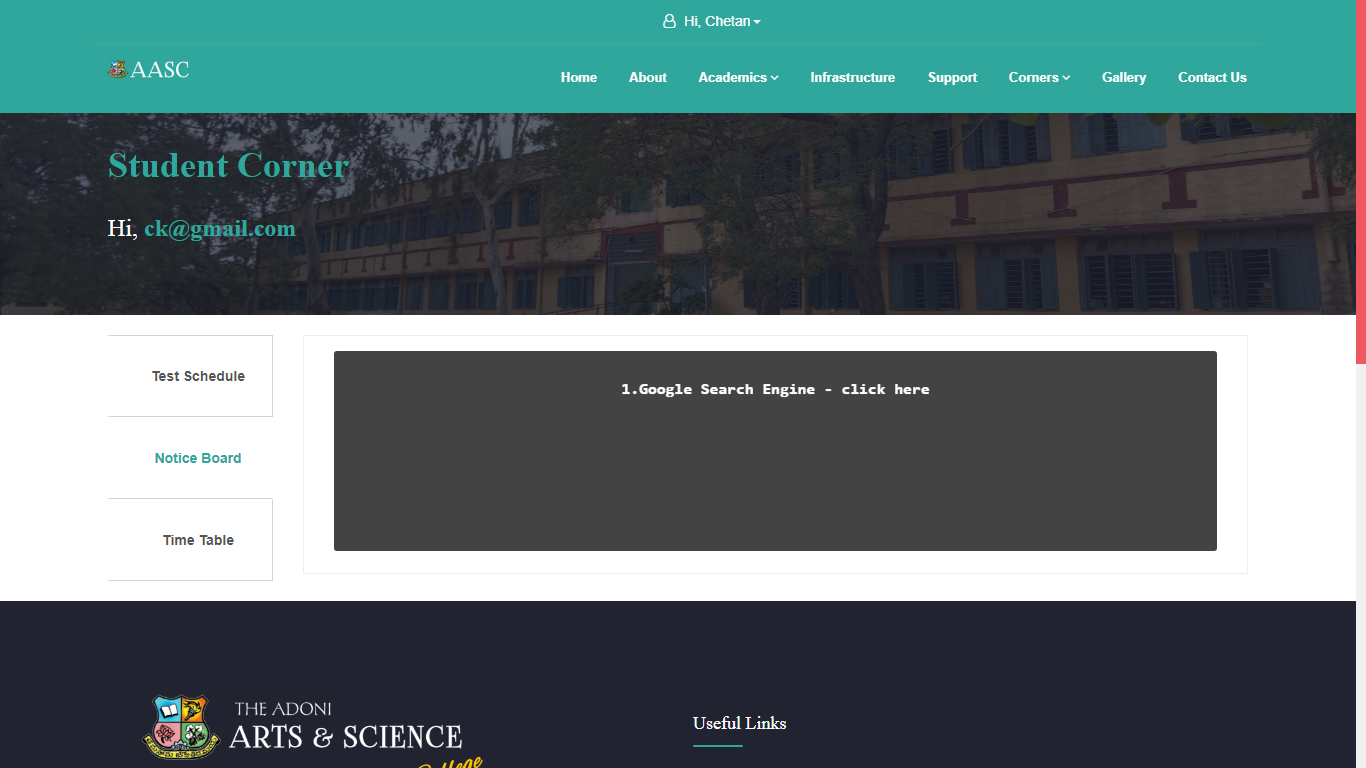 Hi, Chetan
AASC
Home About Academics Infrastructure Support Corners Gallery Contact Us
Student Corner
Hi, ck@gmail.com
Test Schedule
Notice Board
Time Table
1.Google Search Engine - click here
THE ADONI
ARTS & SCIENCE
College
Useful Links